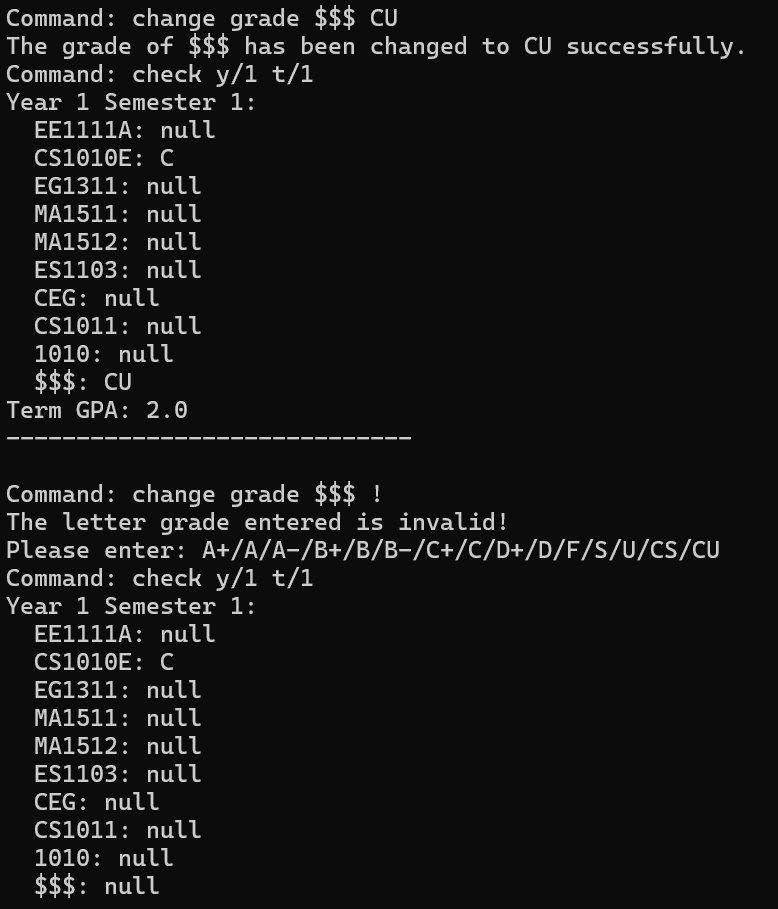 Command: change grade $$$ CU
The grade of $$$ has been changed to CU successfully.
Command: check y/1 t/1
Year 1 Semester 1:
  EE1111A: null
  CS1010E: C
  EG1311: null
  MA1511: null
  MA1512: null
  ES1103: null
  CEG: null
  CS1011: null
  1010: null
  $$$: CU
Term GPA: 2.0
-----------------------------
Command: change grade $$$ !
The letter grade entered is invalid!
Please enter: A+/A/A-/B+/B/B-/C+/C/D+/D/F/S/U/CS/CU
Command: check y/1 t/1
Year 1 Semester 1:
  EE1111A: null
  CS1010E: C
  EG1311: null
  MA1511: null
  MA1512: null
  ES1103: null
  CEG: null
  CS1011: null
  1010: null
  $$$: null